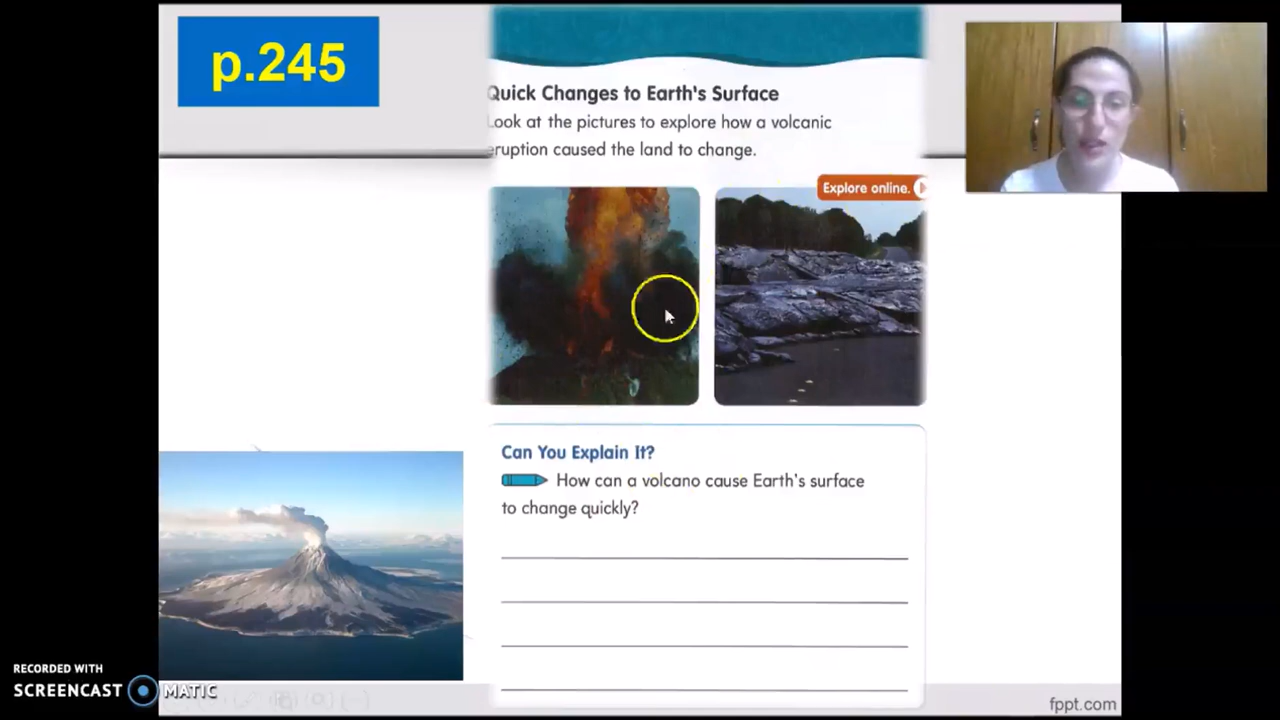 p.245
Quick Changes to Earth's Surface
Look at the pictures to explore how a volcanic
eruption caused the land to change.
Explore online.
Can You Explain It?
How can a volcano cause Earth's surface
to change quickly?
RECORDED WITH
SCREENCAST MATIC
fppt.com